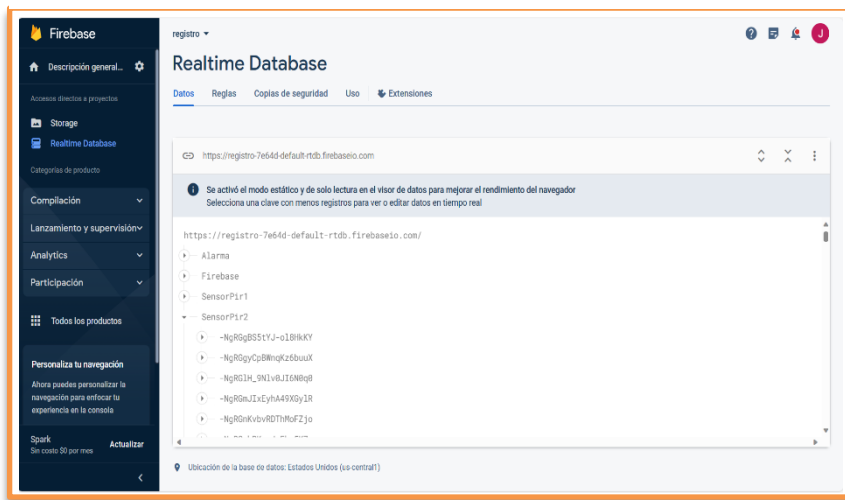 Firebase
Descripción general...
Accesos directos a proyectos
Storage
Realtime Database
Categorías de producto
Compilación
Lanzamiento y supervisión
Analytics
Participación
Todos los productos
Personaliza tu navegación
Ahora puedes personalizar la
navegación para enfocar tu
experiencia en la consola
Spark
Sin costo $0 por mes
Actualizar
registro
J
Realtime Database
Datos Reglas Copias de seguridad Uso Extensiones
https://registro-7e64d-default-rtdb.firebaseio.com
Se activó el modo estático y de solo lectura en el visor de datos para mejorar el rendimiento del navegador
Selecciona una clave con menos registros para ver o editar datos en tiempo real
https://registro-7e64d-default-rtdb.firebaseio.com/
Alarma
Firebase
SensorPir1
SensorPir2
-NgRGgBS5tYJ-ol8HkKY
-NgRGgyCpBWnqKz6buuX
-NgRGlH_9Nlv0JI6N0q0
-NgRGmJIxEyhA49XGylR
-NgRGnKvbvRDThMoFZjo
Ubicación de la base de datos: Estados Unidos (us-central1)